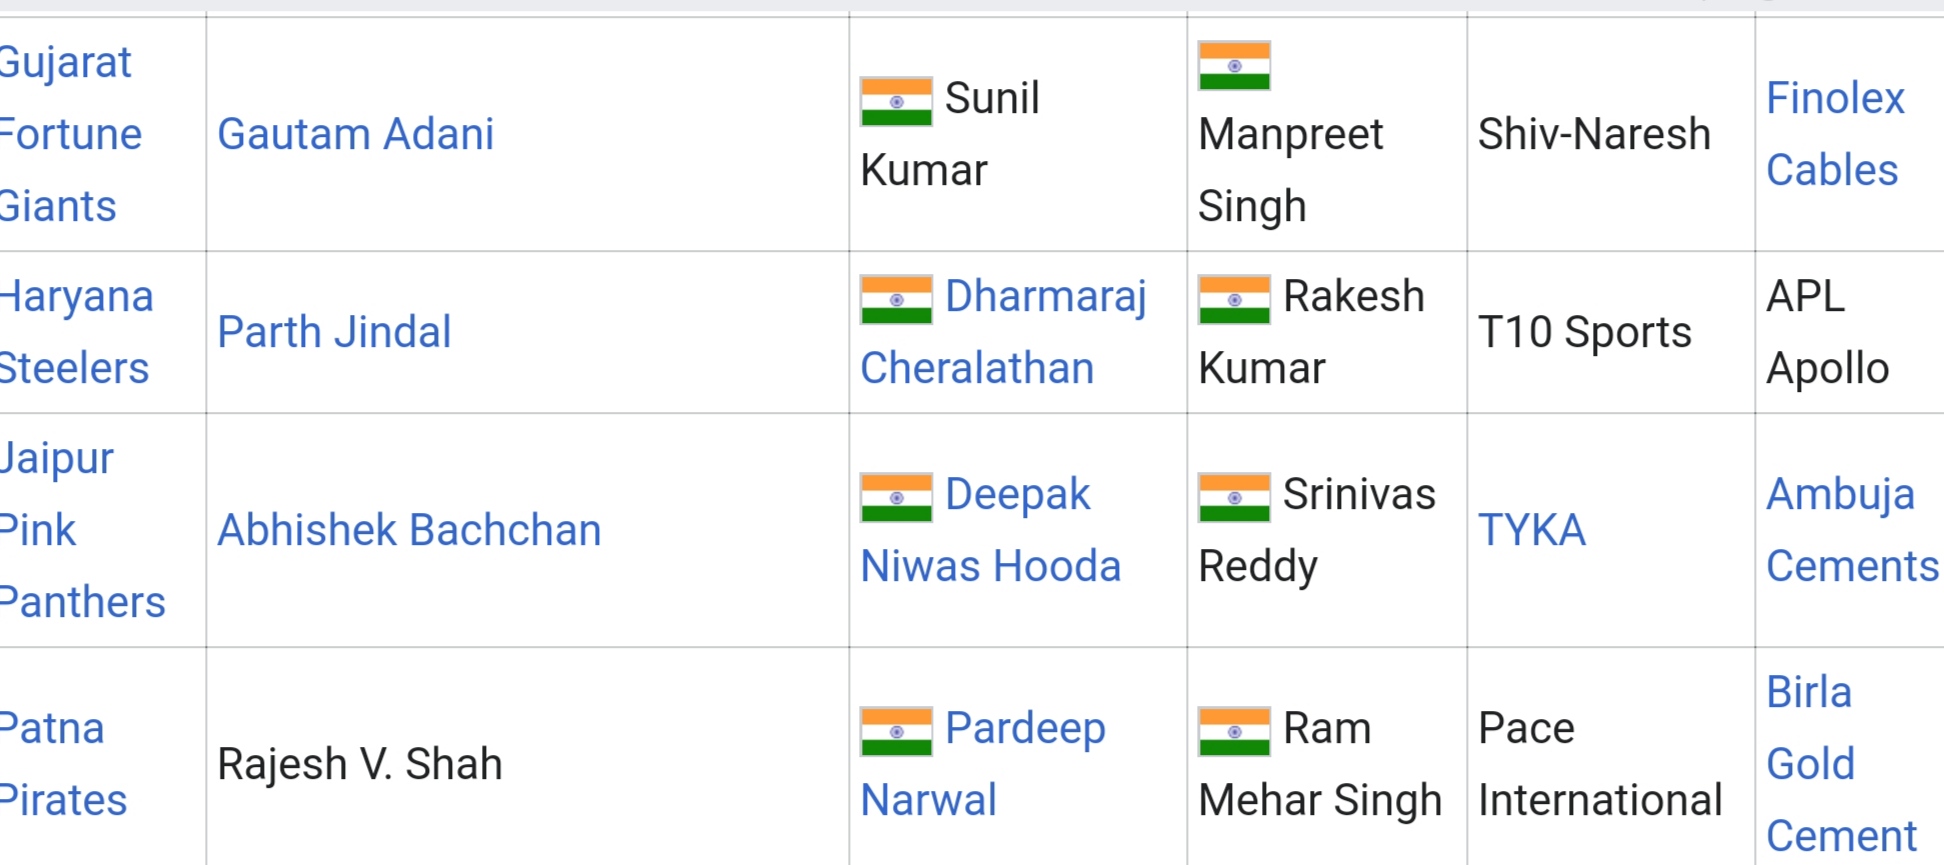 Gujarat
Fortune
Giants
Gautam Adani
Sunil
Kumar
Manpreet
Singh
Shiv-Naresh
Finolex
Cables
Haryana
Steelers
Parth Jindal
Dharmaraj
Cheralathan
Rakesh
Kumar
T10 Sports
APL
Apollo
Jaipur
Pink
Panthers
Abhishek Bachchan
Deepak
Niwas Hooda
Srinivas
Reddy
TYKA
Ambuja
Cements
Patna
Pirates
Rajesh V. Shah
Pardeep
Narwal
Ram
Mehar Singh
Pace
International
Birla
Gold
Cement